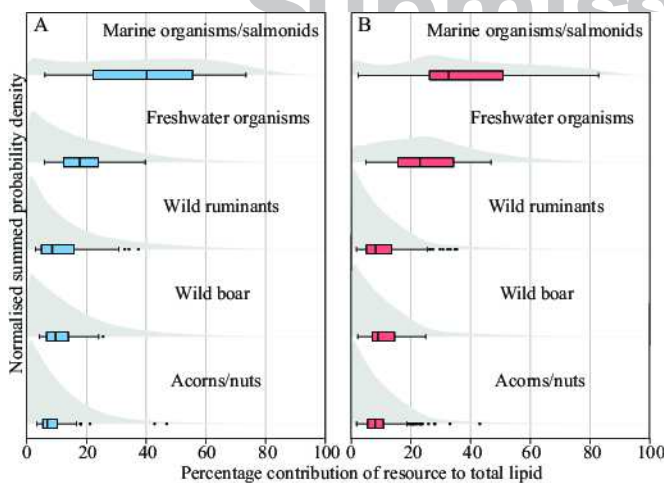 A
Marine organisms/salmonids
Freshwater organisms
Wild ruminants
Wild boar
Acorns/nuts
0 20 40 60 80 100
B
Marine organisms/salmonids
Freshwater organisms
Wild ruminants
Wild boar
Acorns/nuts
0 20 40 60 80 100
Normalised summed probability density
Percentage contribution of resource to total lipid